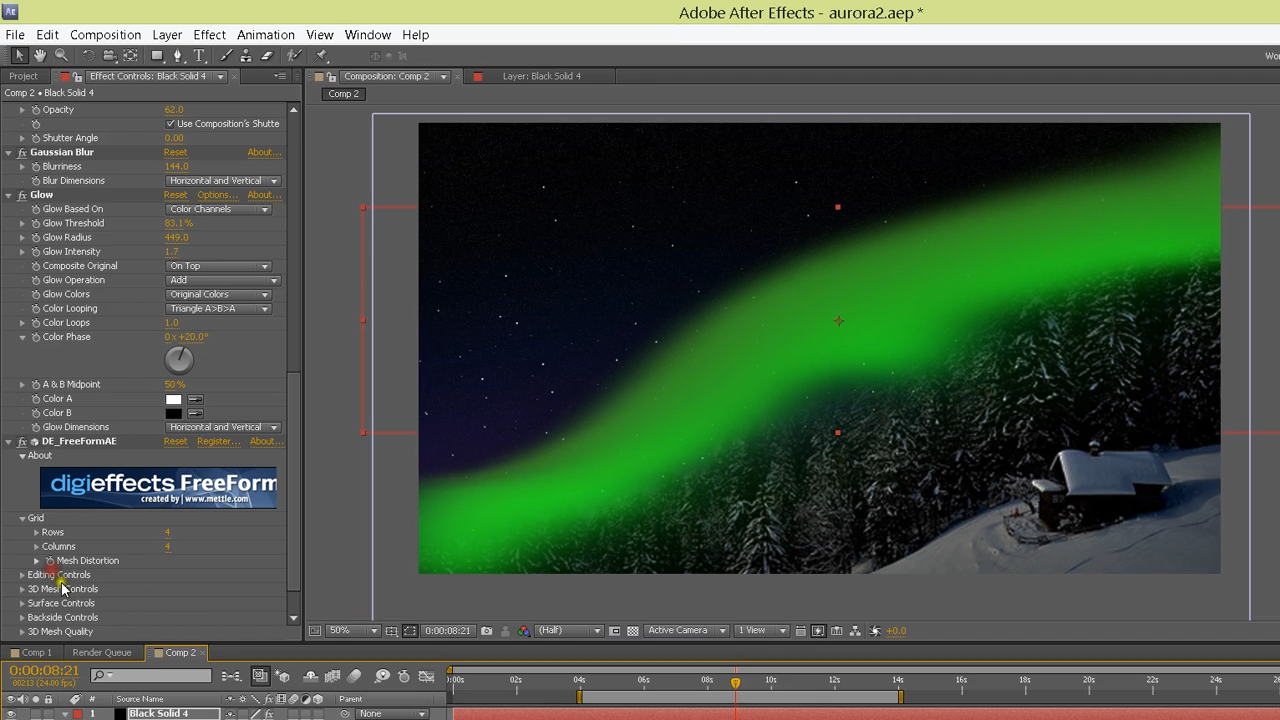 Ae
Adobe After Effects - aurora2.aep *
File Edit Composition Layer Effect Animation View Window Help
Project Effect Controls: Black Solid 4 Composition: Comp 2 Layer: Black Solid 4
Comp 2 • Black Solid 4
Comp 2
Opacity 62.0
Use Composition's Shutte
Shutter Angle 0.00
Gaussian Blur Reset About...
Blurriness 144.0
Blur Dimensions Horizontal and Vertical
Glow Reset Options... About...
Glow Based On Color Channels
Glow Threshold 83.1%
Glow Radius 449.0
Glow Intensity 1.7
Composite Original On Top
Glow Operation Add
Glow Colors Original Colors
Color Looping Triangle A>B>A
Color Loops 1.0
Color Phase 0x+20.0°
A & B Midpoint 50%
Color A
Color B
Glow Dimensions Horizontal and Vertical
DE_FreeFormAE Reset Register... About...
About
digieffects FreeForm
created by | www.mettle.com
Grid
Rows 4
Columns 4
Mesh Distortion
Editing Controls
3D Mesh Controls
Surface Controls
Backside Controls
3D Mesh Quality
50% 0:00:08:21 (Half) Active Camera 1 View +0.0
Comp 1 Render Queue Comp 2
0:00:08:21
00213 (24.00 fps)
0:00s 02s 04s 06s 08s 10s 12s 14s 16s 18s 20s 22s 24s 26s
# Source Name Parent
1 Black Solid 4 None